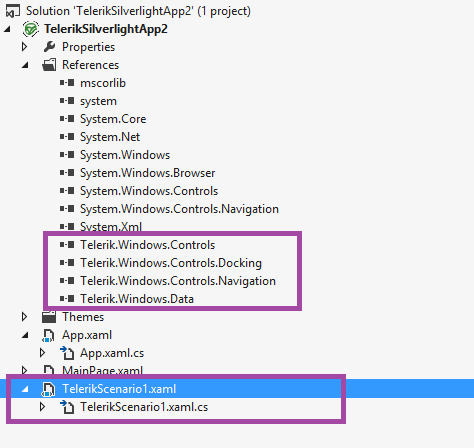 Solution 'TelerikSilverlightApp2' (1 project)
TelerikSilverlightApp2
Properties
References
mscorlib
system
System.Core
System.Net
System.Windows
System.Windows.Browser
System.Windows.Controls
System.Windows.Controls.Navigation
System.Xml
Telerik.Windows.Controls
Telerik.Windows.Controls.Docking
Telerik.Windows.Controls.Navigation
Telerik.Windows.Data
Themes
App.xaml
App.xaml.cs
MainPage.xaml
TelerikScenario1.xaml
TelerikScenario1.xaml.cs